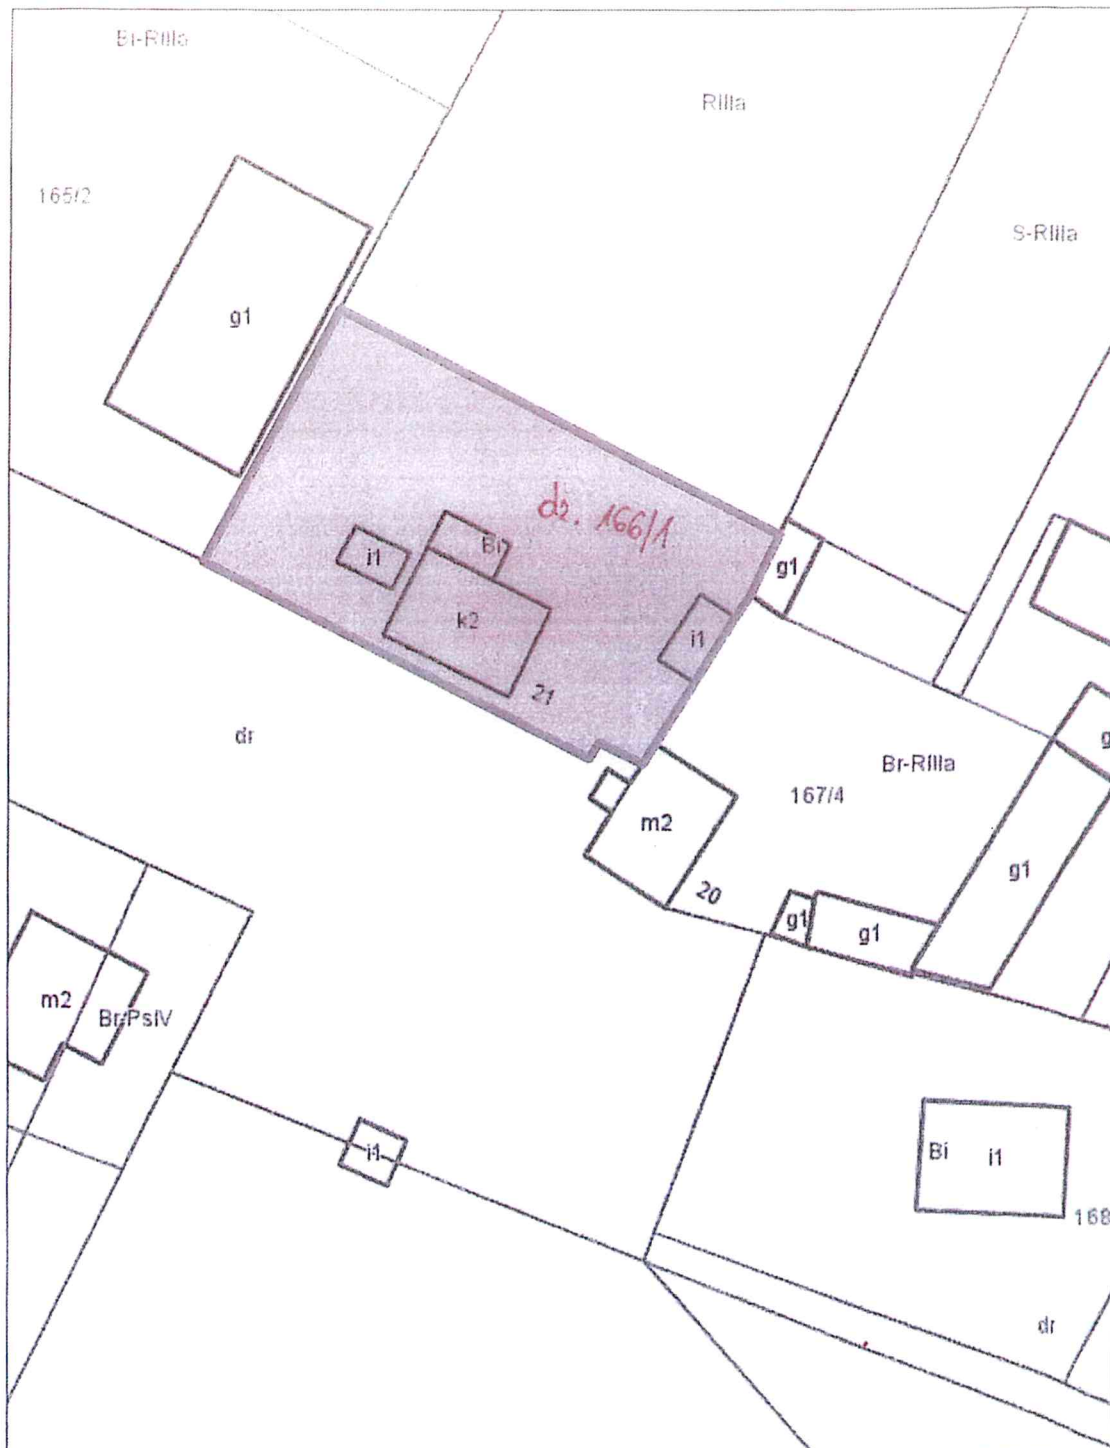 Bi-RIIIa
RIIIa
165/2
S-RIIIa
g1
dz. 166/1
Bi
i1
g1
k2
i1
21
dr
Br-RIIIa
g
167/4
m2
g1
20
g1
g1
m2
Br-PsIV
i1
Bi
i1
168
dr